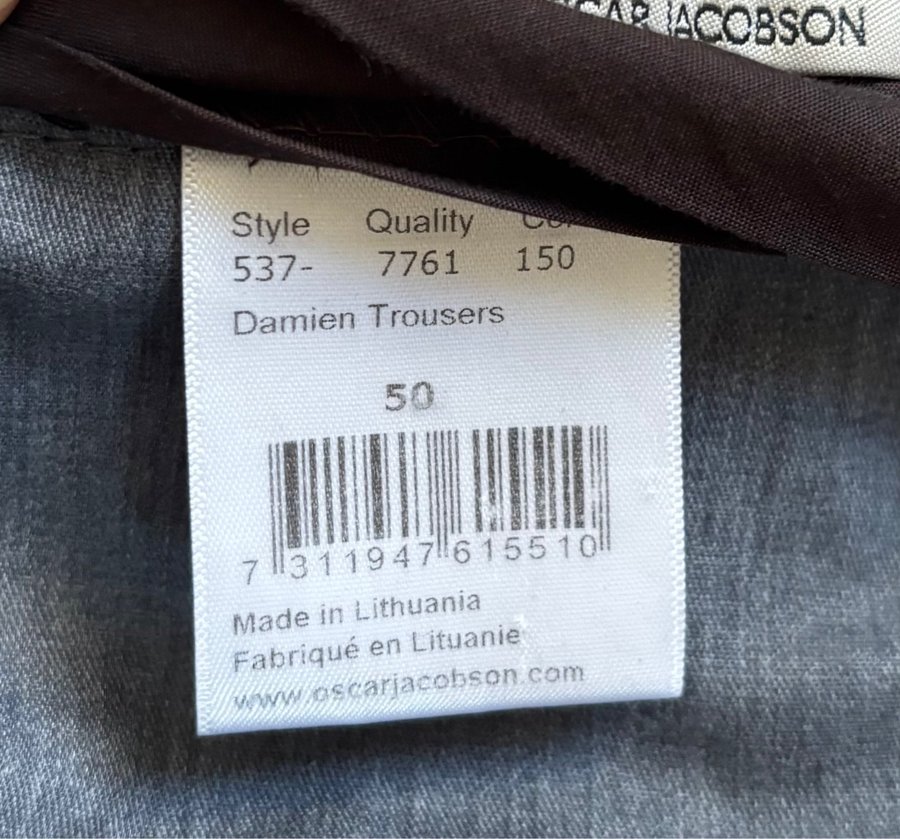 JACOBSON
Style Quality
537- 7761 150
Damien Trousers
50
7 311947 615510
Made in Lithuania
Fabriqué en Lituanie
www.oscarjacobson.com